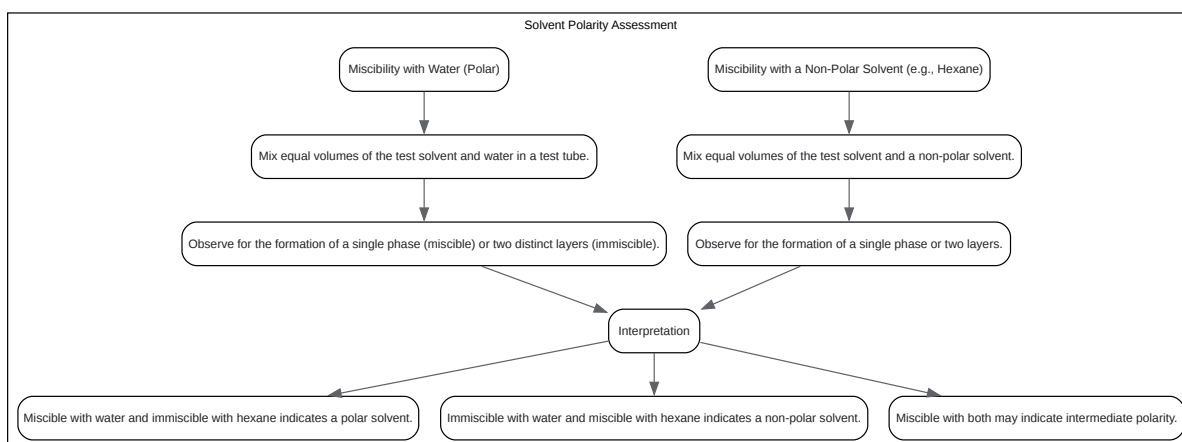 Solvent Polarity Assessment
Miscibility with Water (Polar)
Miscibility with a Non-Polar Solvent (e.g., Hexane)
Mix equal volumes of the test solvent and water in a test tube.
Mix equal volumes of the test solvent and a non-polar solvent.
Observe for the formation of a single phase (miscible) or two distinct layers (immiscible).
Observe for the formation of a single phase or two layers.
Interpretation
Miscible with water and immiscible with hexane indicates a polar solvent.
Immiscible with water and miscible with hexane indicates a non-polar solvent.
Miscible with both may indicate intermediate polarity.